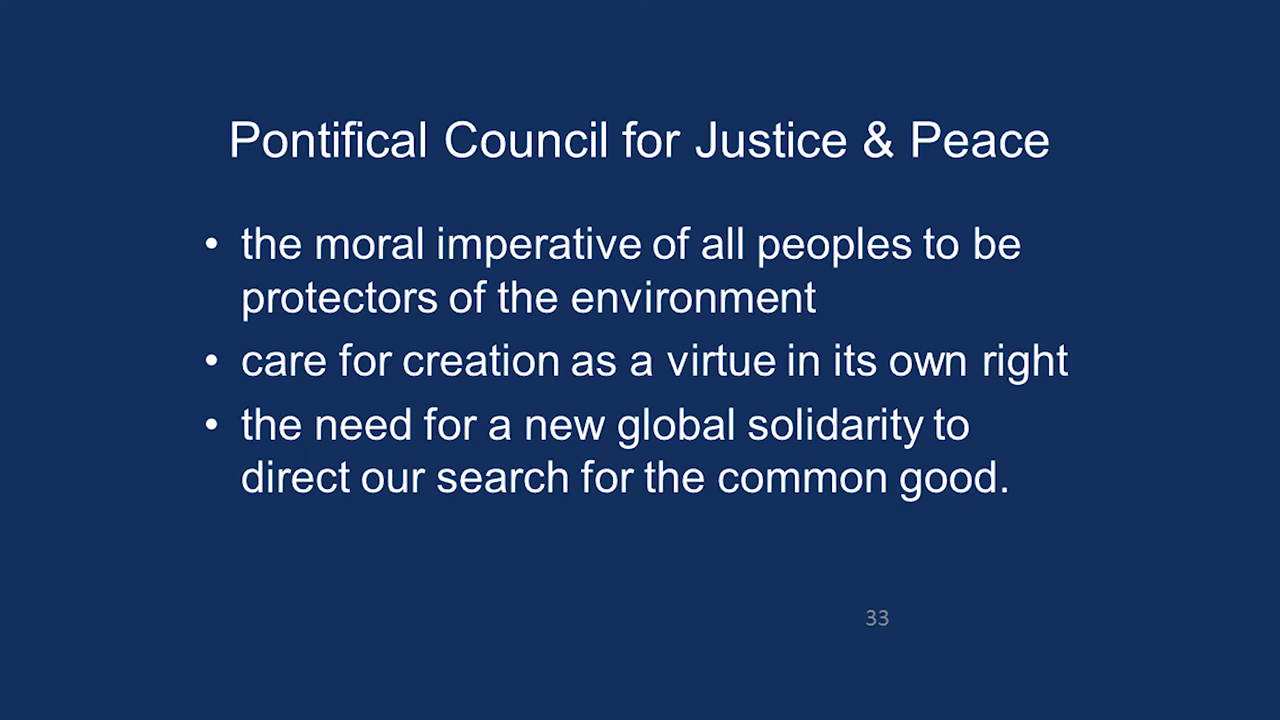 Pontifical Council for Justice & Peace
• the moral imperative of all peoples to be
protectors of the environment
• care for creation as a virtue in its own right
• the need for a new global solidarity to
direct our search for the common good.
33